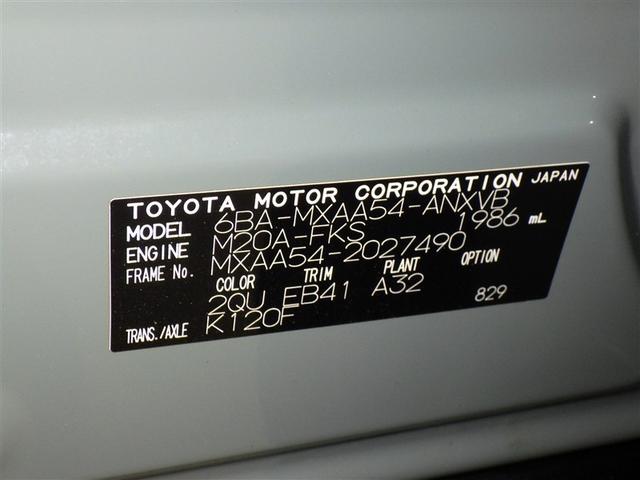 TOYOTA MOTOR CORPORATION JAPAN
MODEL 6BA-MXAA54-ANXVB
ENGINE M20A-FKS 1986 mL
FRAME No. MXAA54-2027490
COLOR TRIM PLANT OPTION
2QU EB41 A32 829
TRANS./AXLE K120F